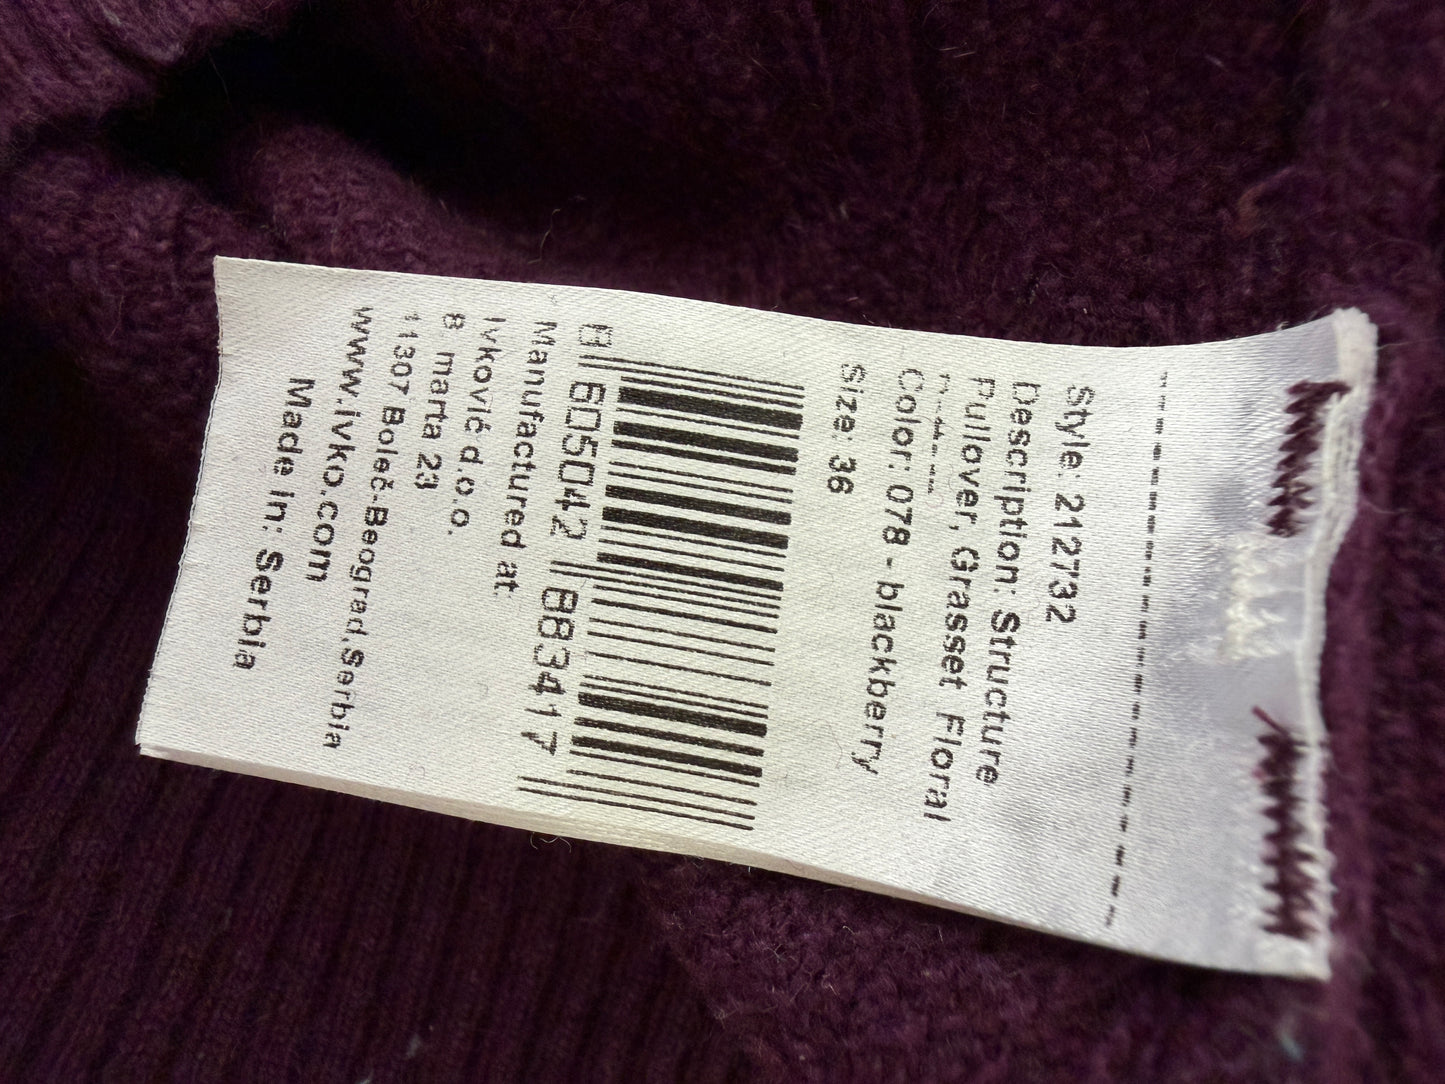 Style: 212732
Description: Structure
Pullover, Grasset Floral
Color: 078 - blackberry
Size: 36
8 605042 883417
Manufactured at:
Ivković d.o.o.
8. marta 23
11307 Boleč-Beograd.Serbia
www.ivko.com
Made in: Serbia